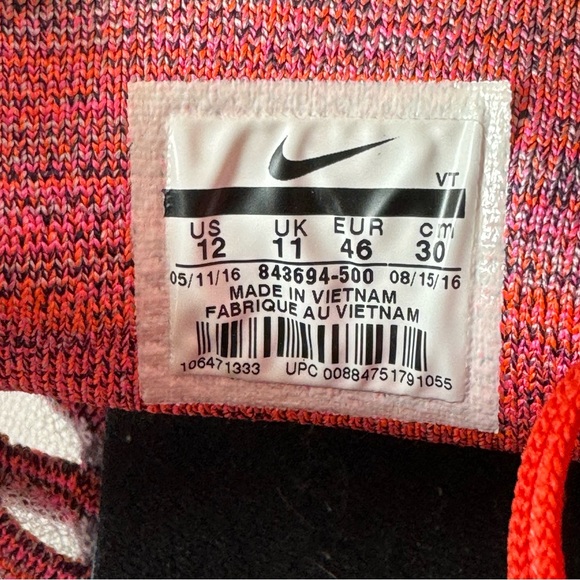 VT
US UK EUR cm
12 11 46 30
05/11/16 843694-500 08/15/16
MADE IN VIETNAM
FABRIQUE AU VIETNAM
106471333 UPC 00884751791055